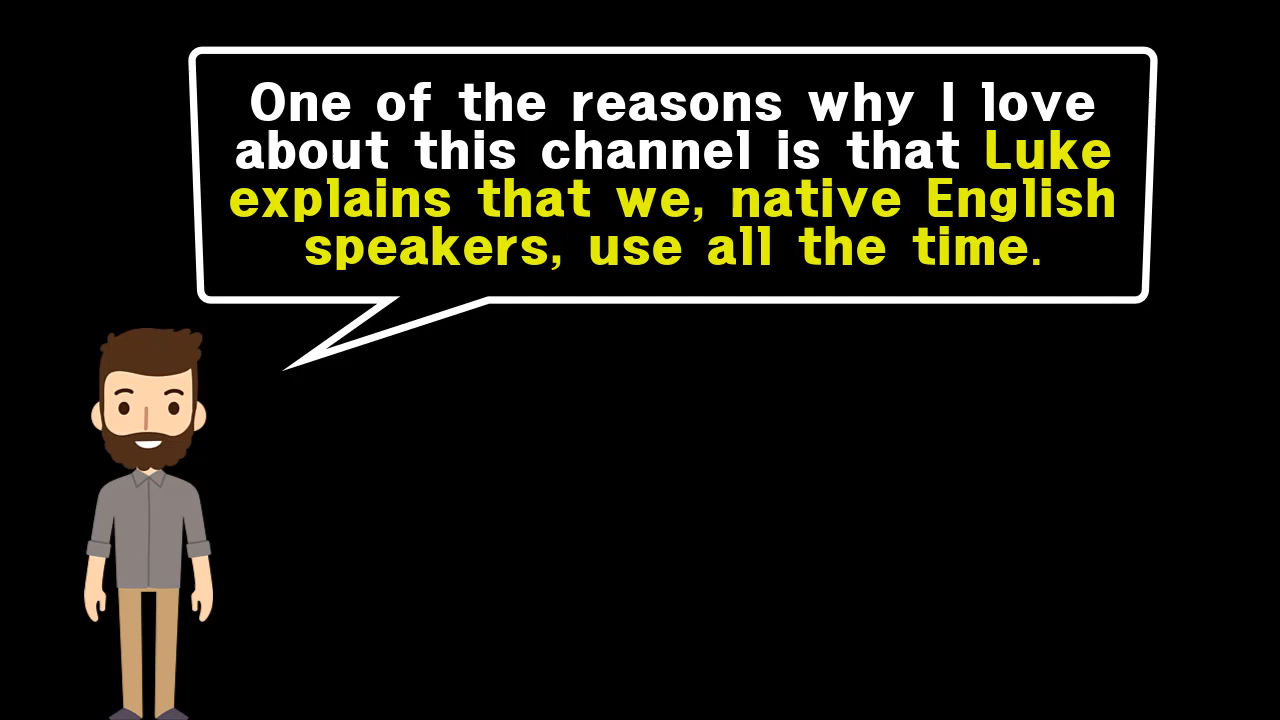 One of the reasons why I love
about this channel is that Luke
explains that we, native English
speakers, use all the time.